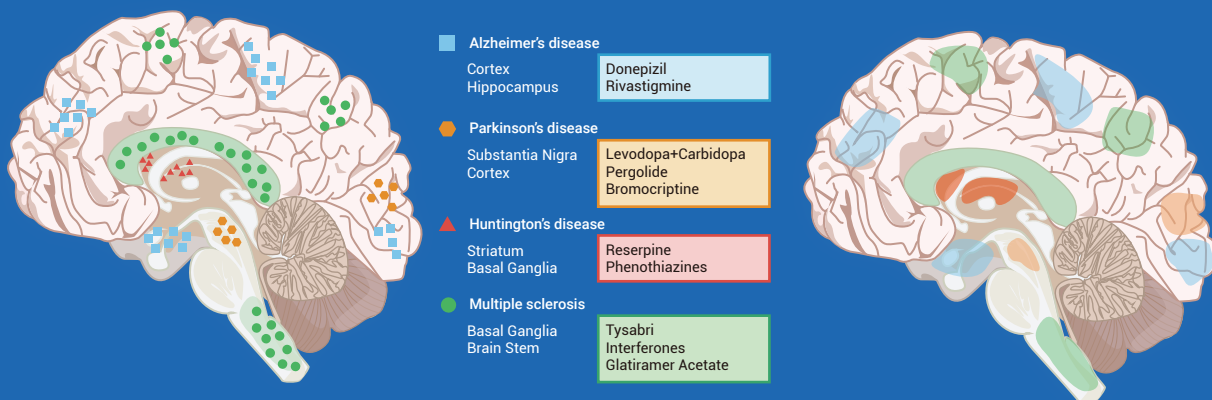 Alzheimer's disease
Cortex
Hippocampus
Donepizil
Rivastigmine
Parkinson's disease
Substantia Nigra
Cortex
Levodopa+Carbidopa
Pergolide
Bromocriptine
Huntington's disease
Striatum
Basal Ganglia
Reserpine
Phenothiazines
Multiple sclerosis
Basal Ganglia
Brain Stem
Tysabri
Interferones
Glatiramer Acetate